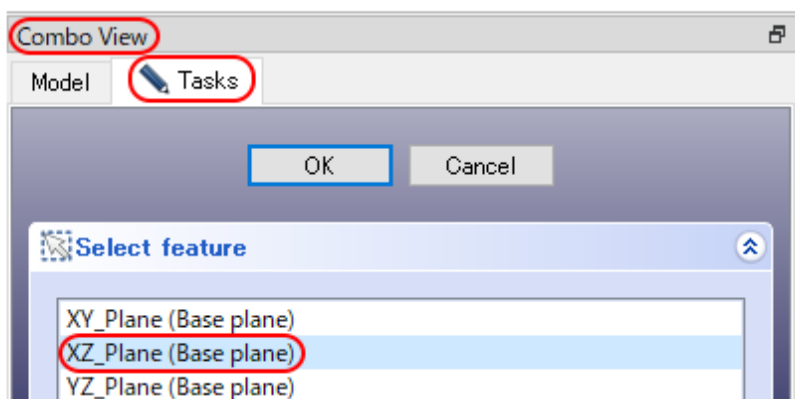 Combo View
Model
Tasks
OK
Cancel
Select feature
XY_Plane (Base plane)
XZ_Plane (Base plane)
YZ_Plane (Base plane)